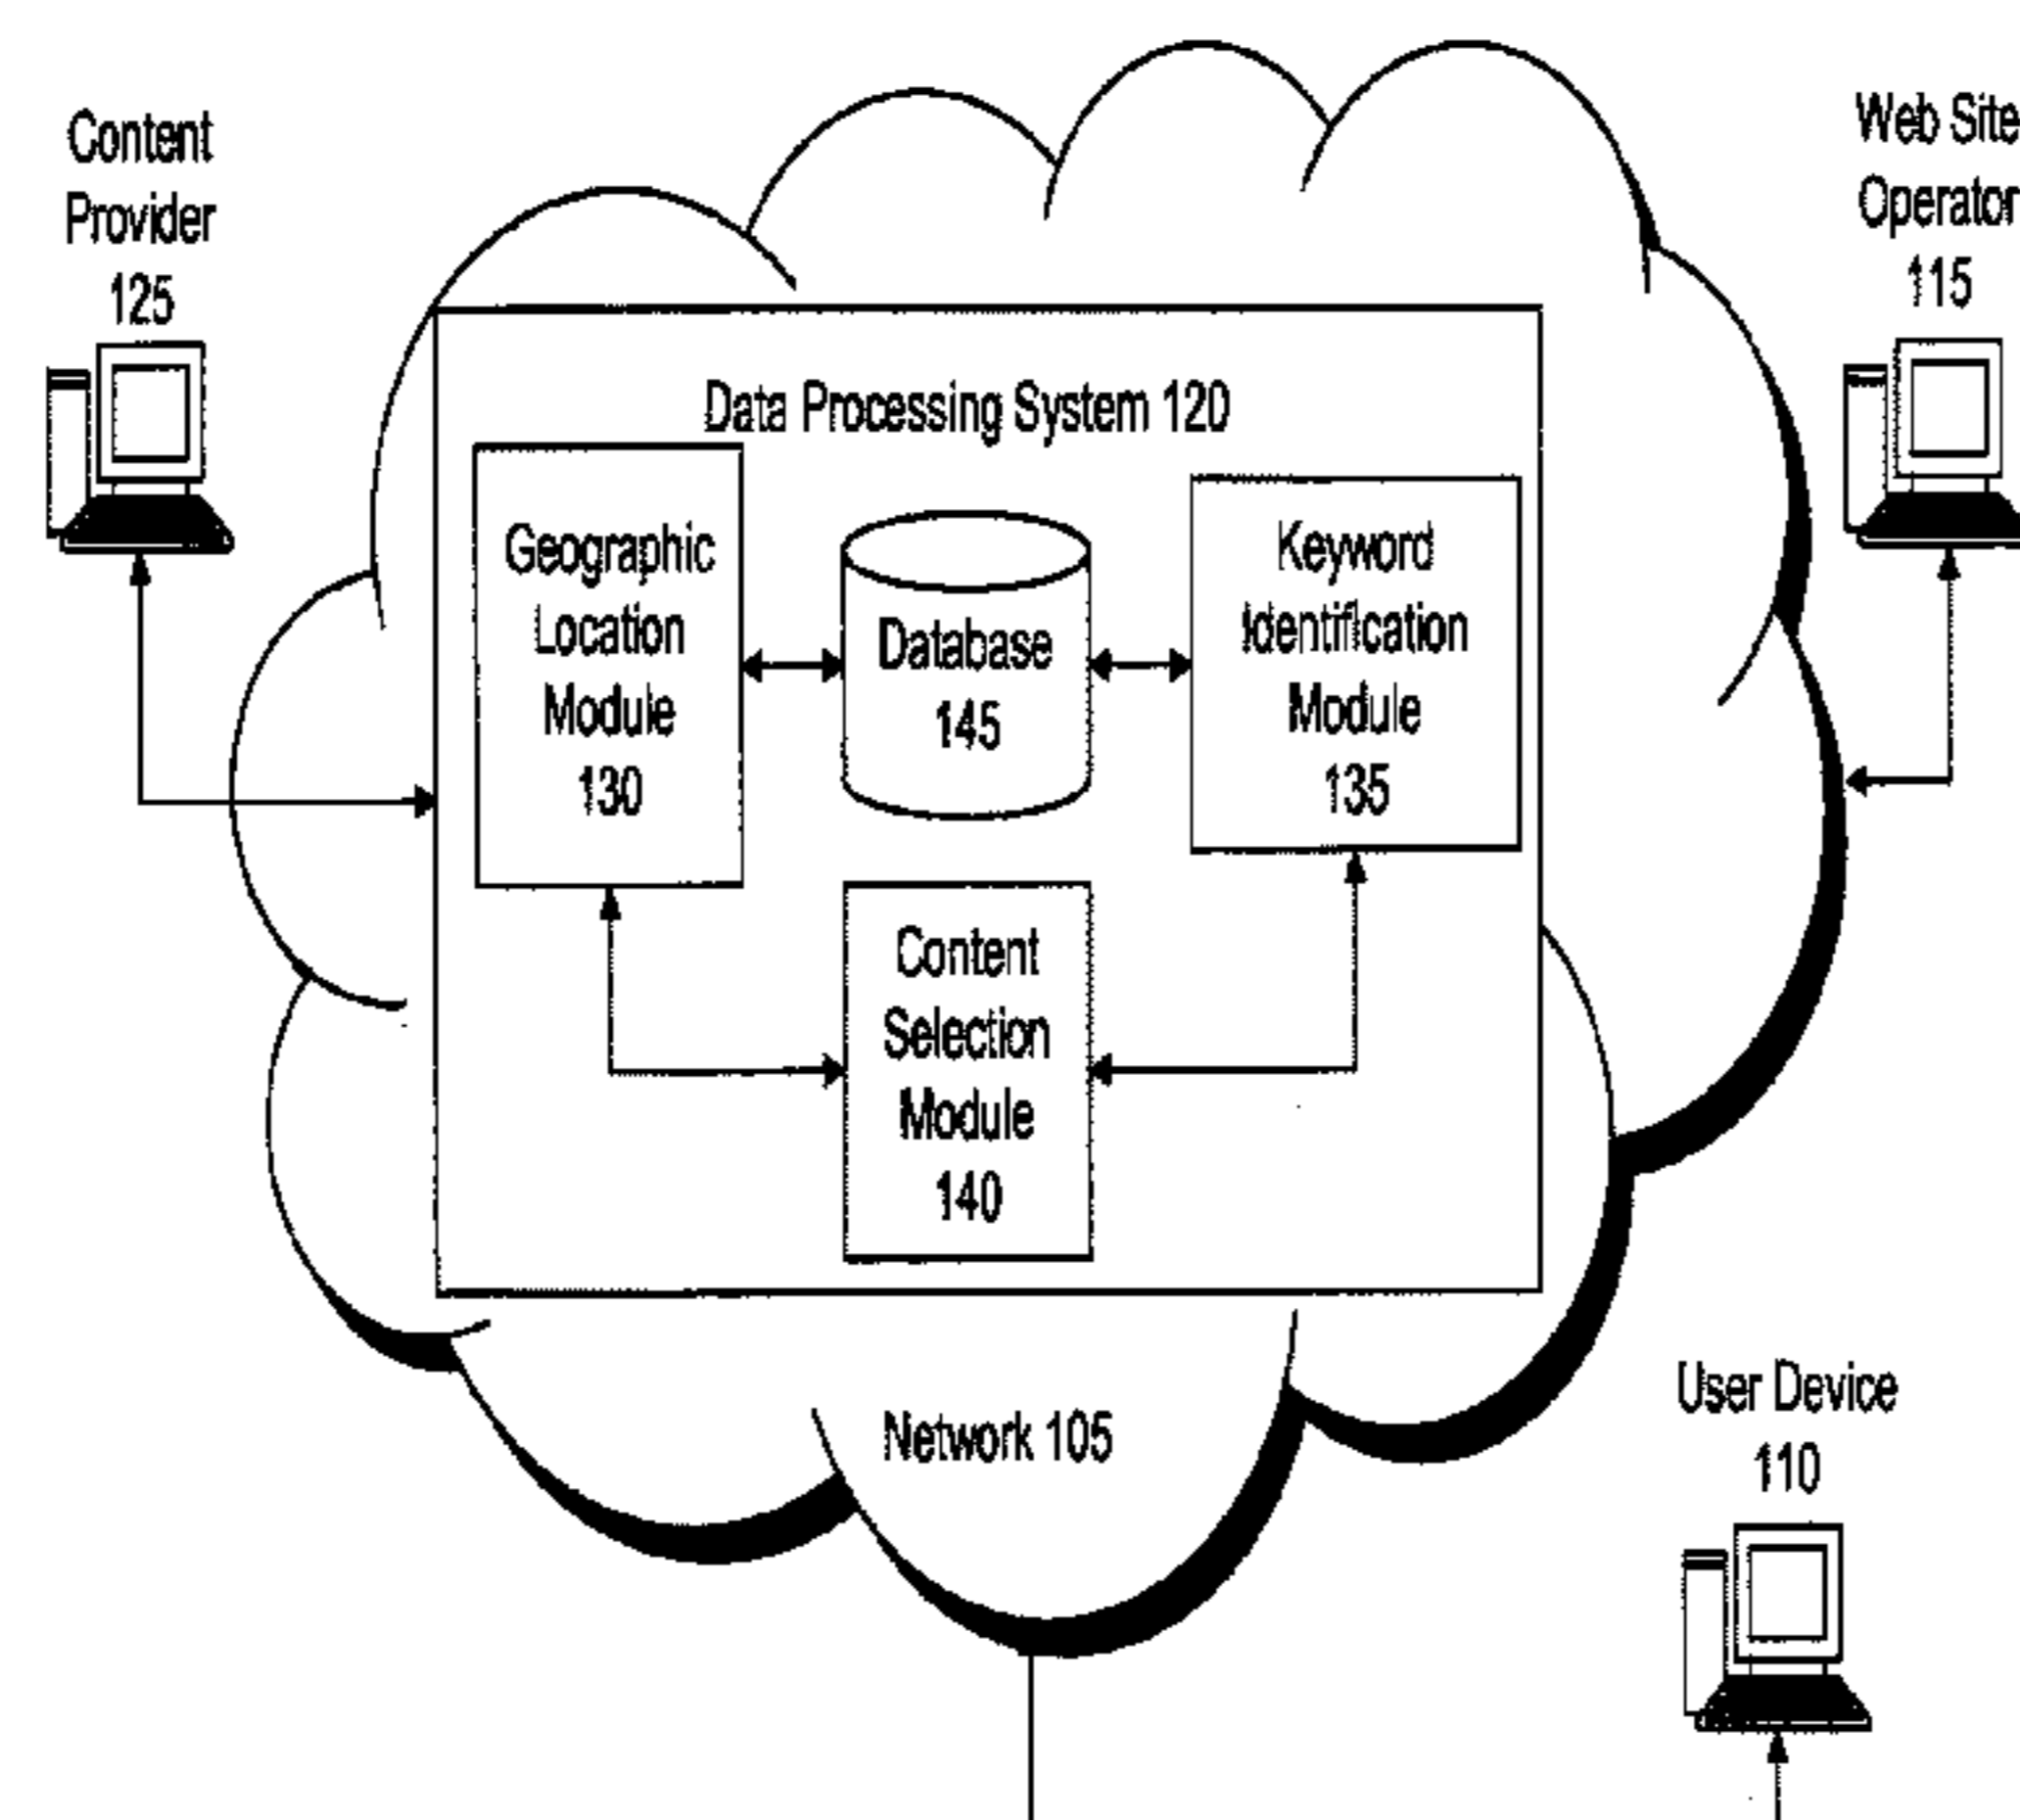 Content
Provider
125
Web Site
Operator
115
Data Processing System 120
Geographic
Location
Module
130
Database
145
Keyword
Identification
Module
135
Content
Selection
Module
140
Network 105
User Device
110